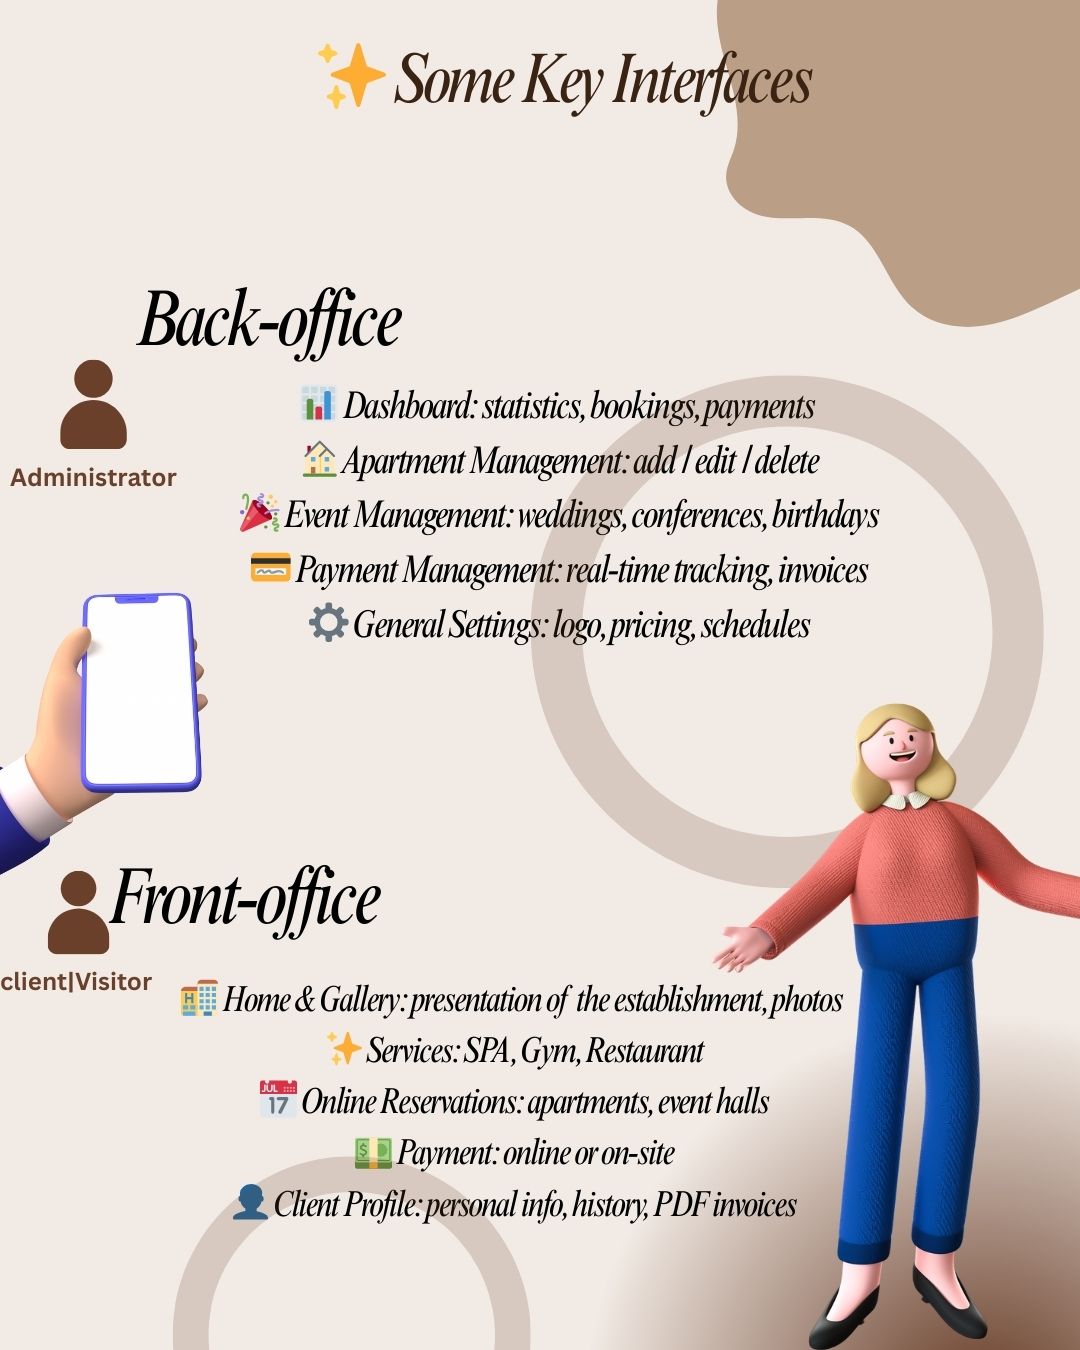 ✨ Some Key Interfaces
Back-office
Administrator
📊 Dashboard: statistics, bookings, payments
🏠 Apartment Management: add / edit / delete
🎉 Event Management: weddings, conferences, birthdays
💳 Payment Management: real-time tracking, invoices
⚙️ General Settings: logo, pricing, schedules
Front-office
client|Visitor
🏨 Home & Gallery: presentation of the establishment, photos
✨ Services: SPA, Gym, Restaurant
📅 Online Reservations: apartments, event halls
💵 Payment: online or on-site
👤 Client Profile: personal info, history, PDF invoices